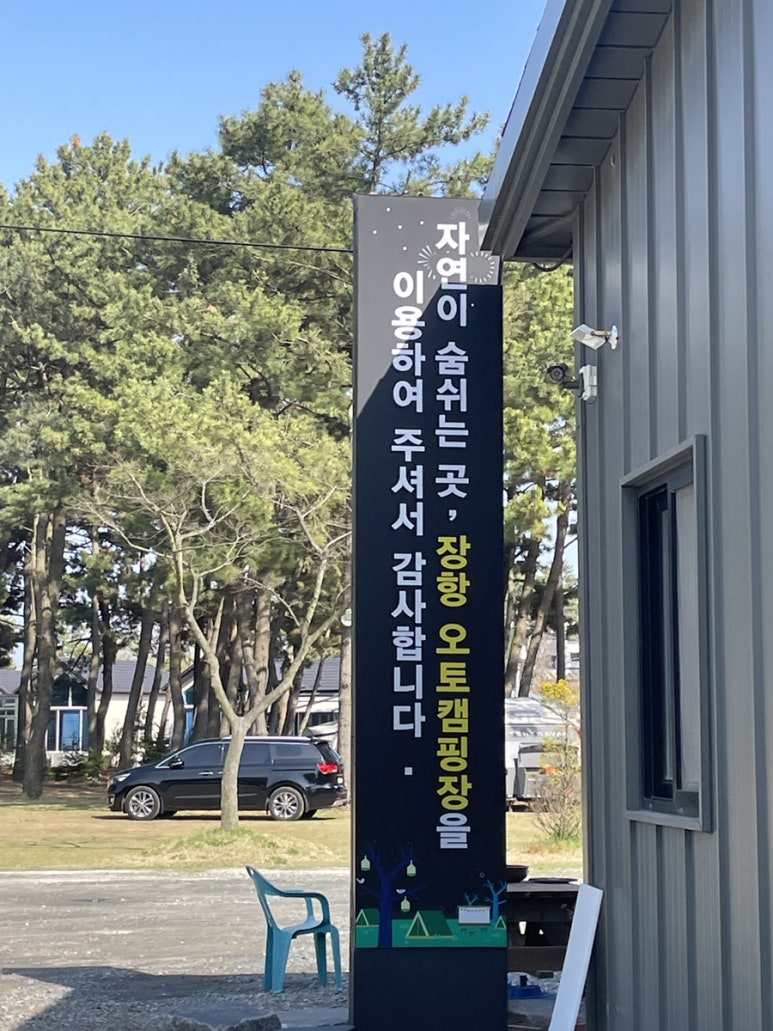 자연이 숨쉬는 곳, 장항 오토캠핑장을
이용하여 주셔서 감사합니다.